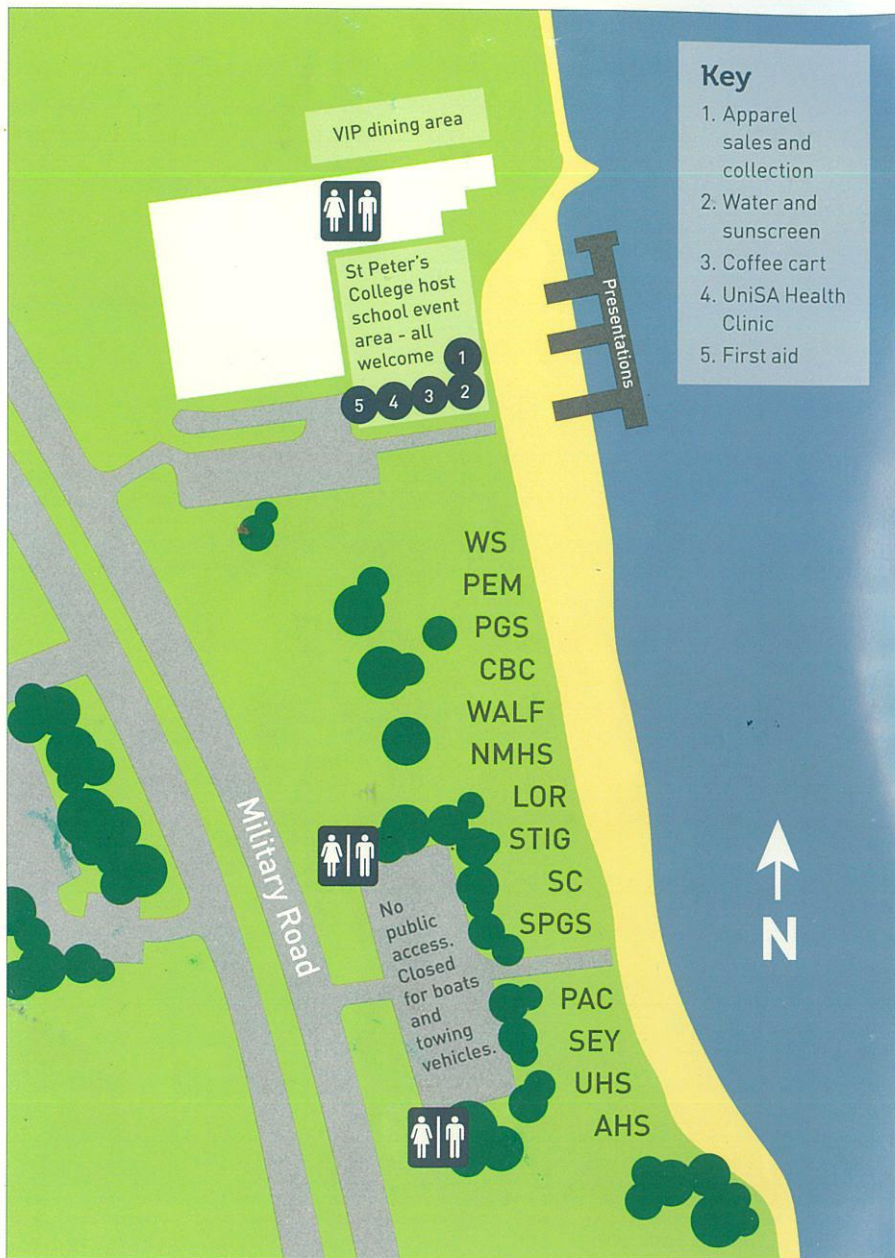 Key
1. Apparel
sales and
collection
2. Water and
sunscreen
3. Coffee cart
4. UniSA Health
Clinic
5. First aid
VIP dining area
St Peter's
College host
school event
area - all
welcome
1
5 4 3 2
Presentations
WS
PEM
PGS
CBC
WALF
NMHS
LOR
STIG
SC
SPGS
PAC
SEY
UHS
AHS
Military Road
No
public
access.
Closed
for boats
and
towing
vehicles.
N